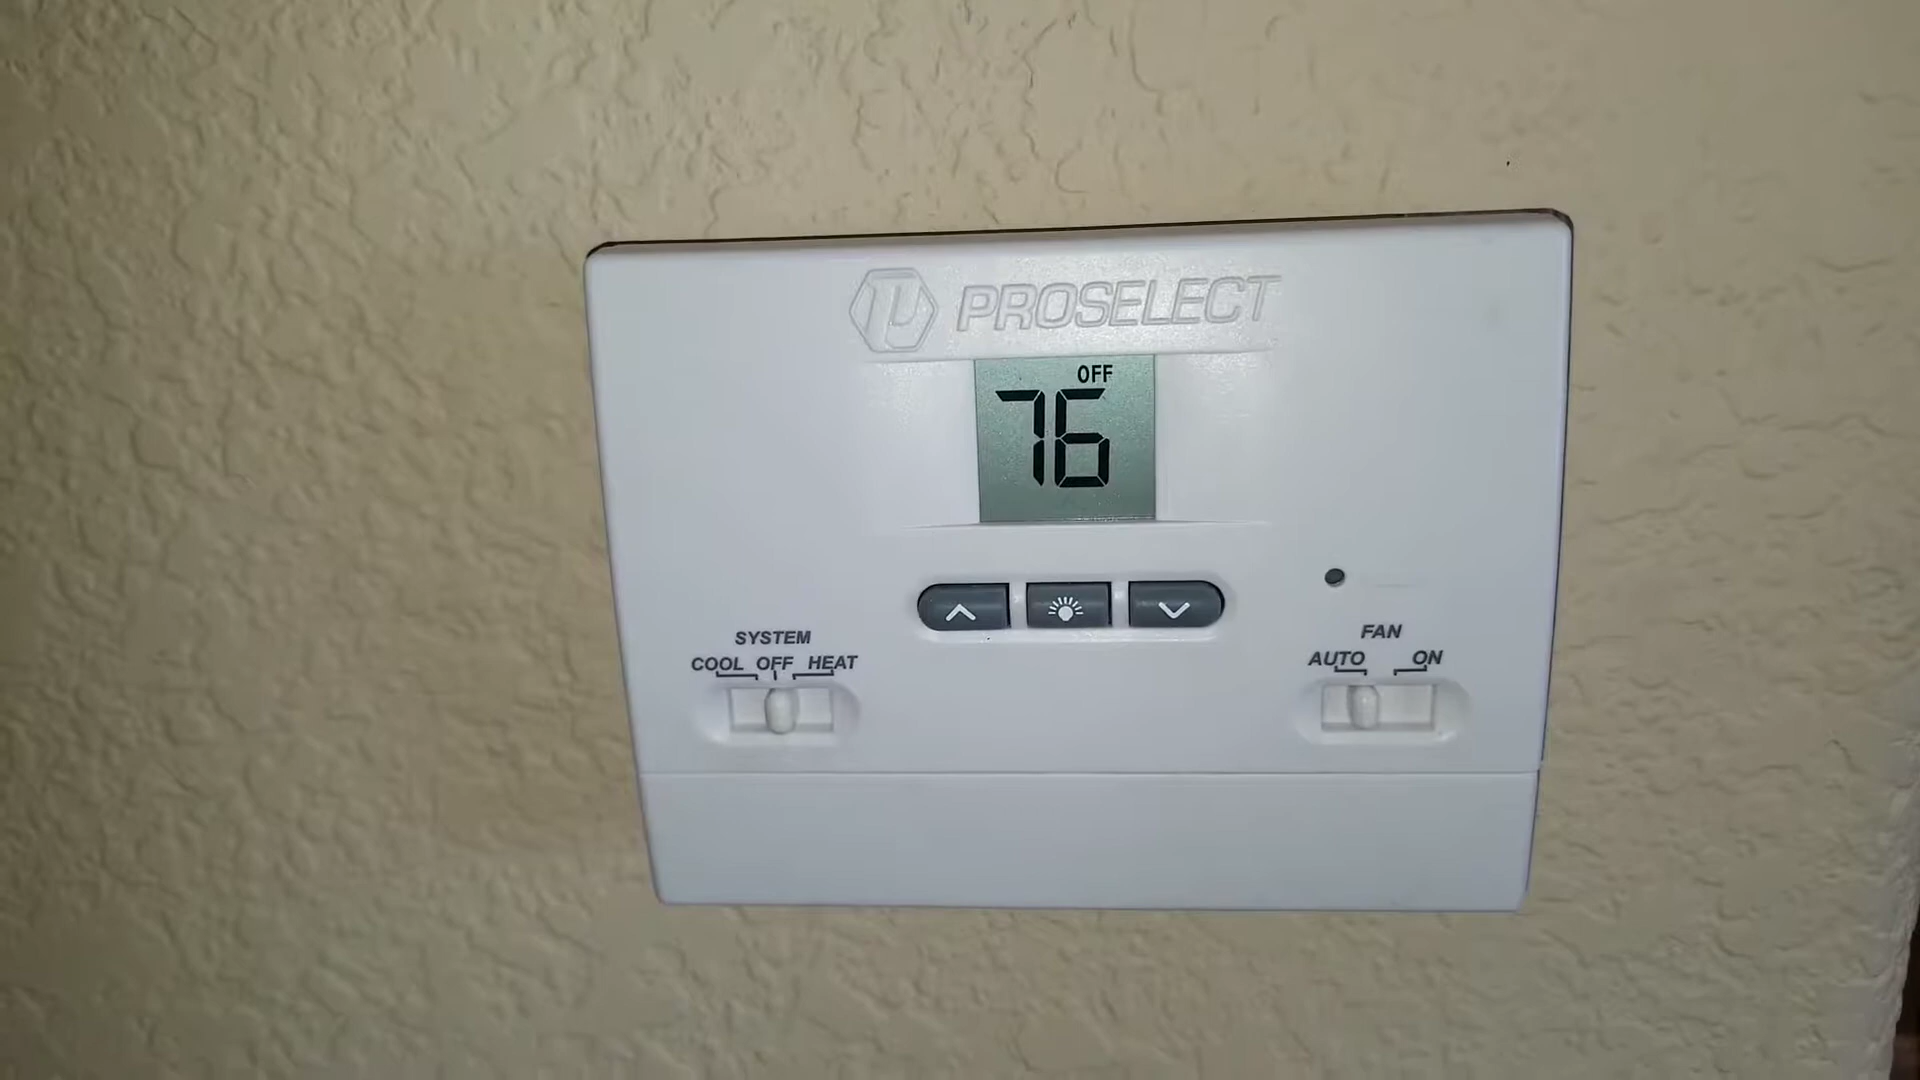 PROSELECT
OFF
76
SYSTEM
COOL OFF HEAT
FAN
AUTO ON